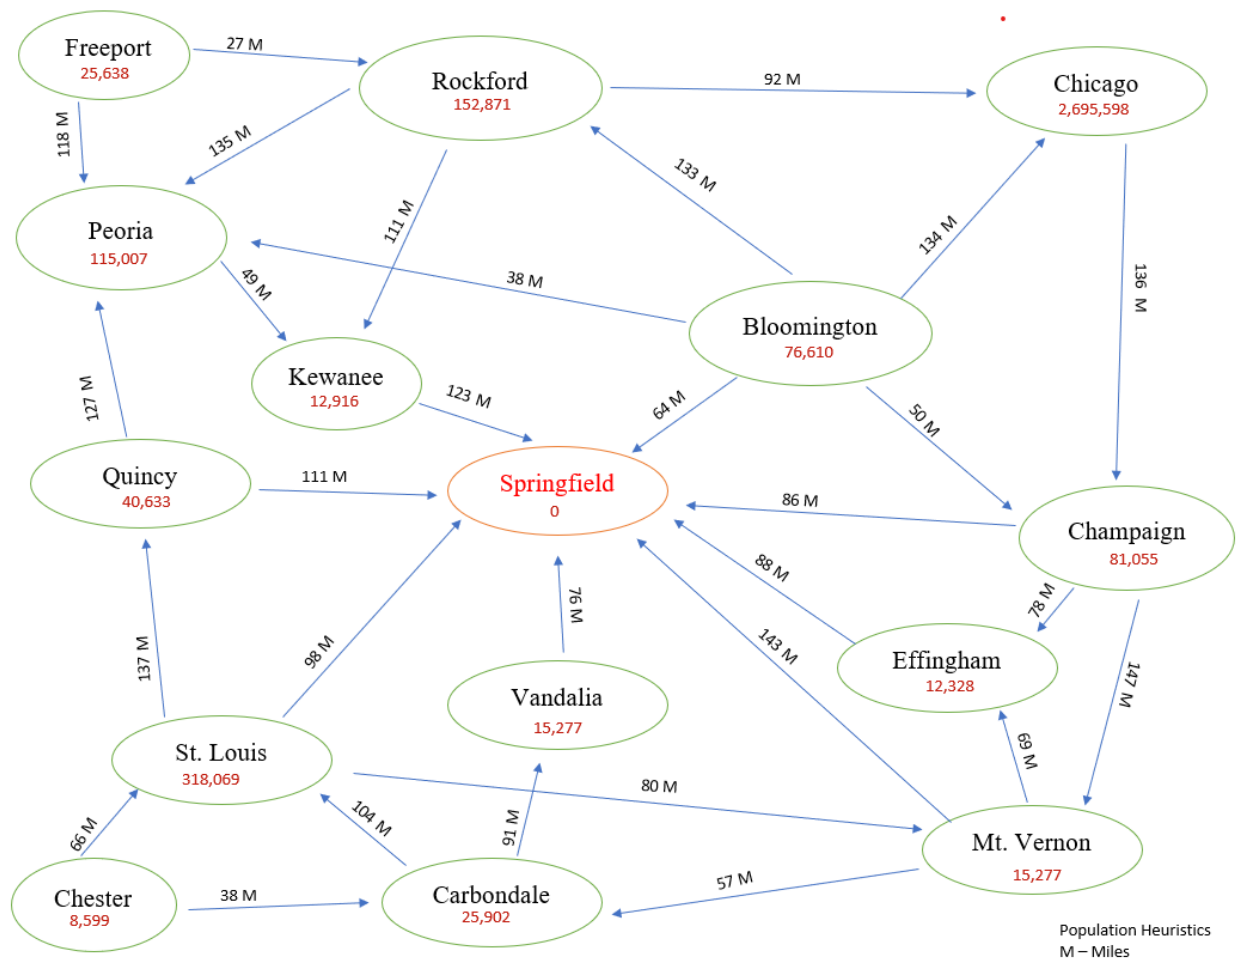 Freeport
25,638
27 M
Rockford
152,871
92 M
Chicago
2,695,598
118 M
135 M
133 M
134 M
111 M
Peoria
115,007
49 M
38 M
136 M
Bloomington
76,610
Kewanee
12,916
123 M
64 M
50 M
127 M
Quincy
40,633
111 M
Springfield
0
86 M
Champaign
81,055
88 M
78 M
76 M
98 M
143 M
137 M
Effingham
12,328
147 M
Vandalia
15,277
St. Louis
318,069
80 M
69 M
66 M
104 M
91 M
Mt. Vernon
15,277
57 M
Chester
8,599
38 M
Carbondale
25,902
Population Heuristics
M – Miles